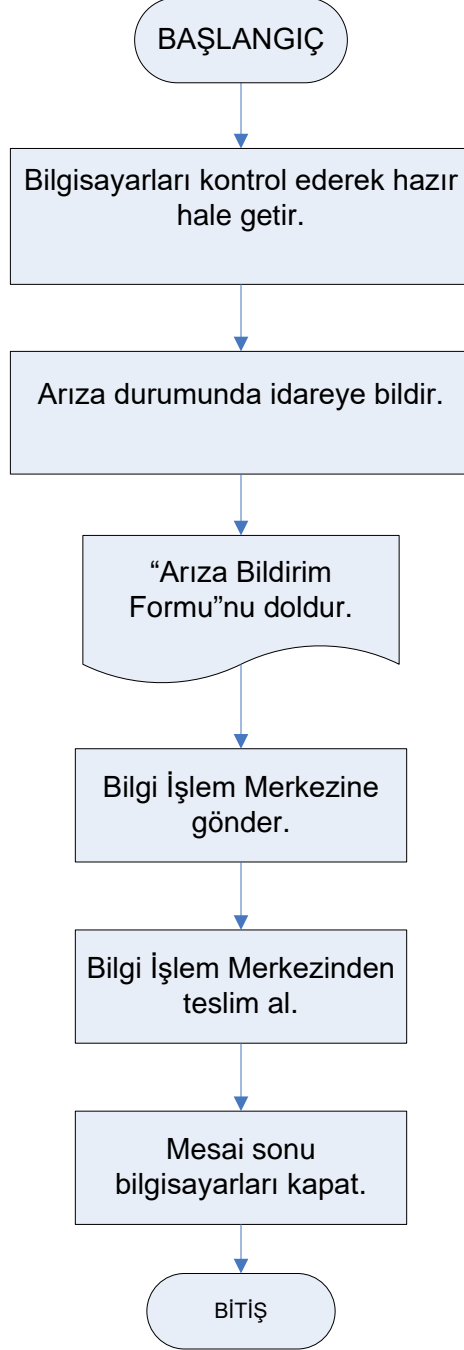 BAŞLANGIÇ
Bilgisayarları kontrol ederek hazır
hale getir.
Arıza durumunda idareye bildir.
“Arıza Bildirim
Formu”nu doldur.
Bilgi İşlem Merkezine
gönder.
Bilgi İşlem Merkezinden
teslim al.
Mesai sonu
bilgisayarları kapat.
BİTİŞ